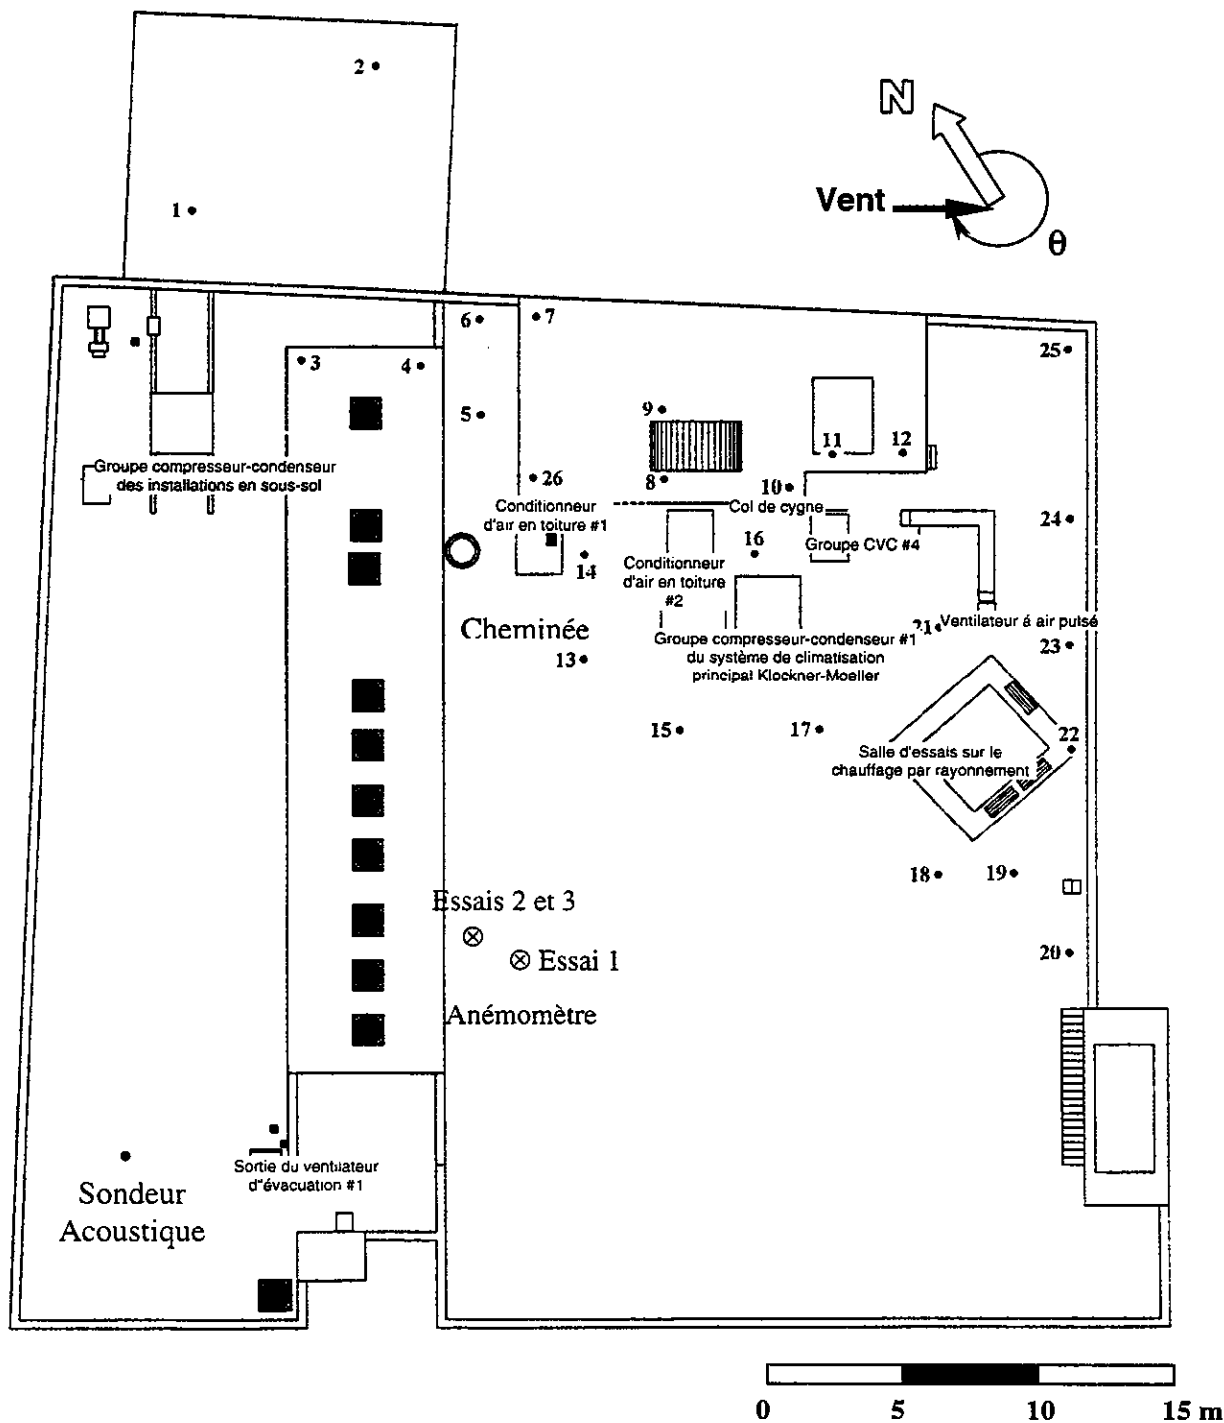 2
N
Vent
θ
1
6
7
25
3
4
9
5
11
12
Groupe compresseur-condenseur
des installations en sous-sol
26
8
10
Conditionneur
d'air en toiture #1
Col de cygne
24
16
Groupe CVC #4
14
Conditionneur
d'air en toiture
#2
Cheminée
21
Ventilateur á air pulsé
Groupe compresseur-condenseur #1
du système de climatisation
principal Klockner-Moeller
13
23
15
17
22
Salle d'essais sur le
chauffage par rayonnement
18
19
Essais 2 et 3
20
Essai 1
Anémomètre
Sortie du ventilateur
d'évacuation #1
Sondeur
Acoustique
0
5
10
15 m